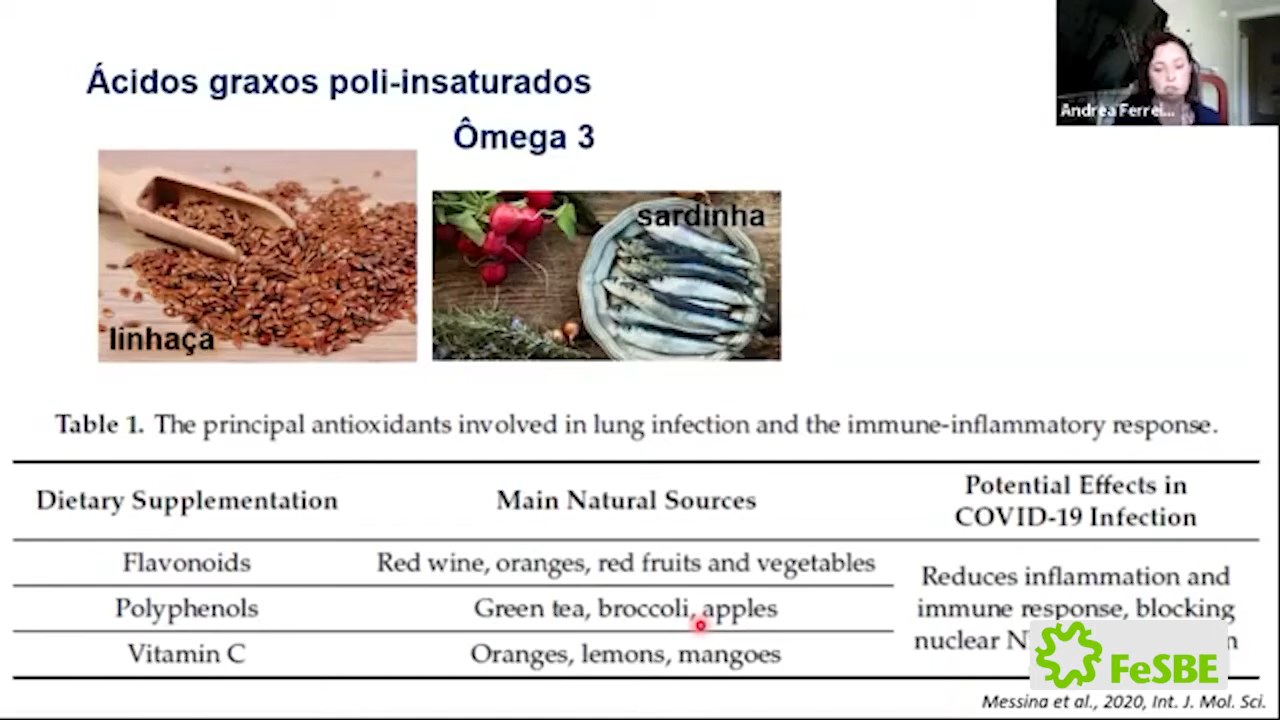 Ácidos graxos poli-insaturados
Ômega 3
Andrea Ferrei...
linhaça
sardinha
Table 1. The principal antioxidants involved in lung infection and the immune-inflammatory response.
Dietary Supplementation
Main Natural Sources
Potential Effects in
COVID-19 Infection
Flavonoids
Red wine, oranges, red fruits and vegetables
Polyphenols
Green tea, broccoli, apples
Vitamin C
Oranges, lemons, mangoes
Reduces inflammation and
immune response, blocking
nuclear
FeSBE
Messina et al., 2020, Int. J. Mol. Sci.